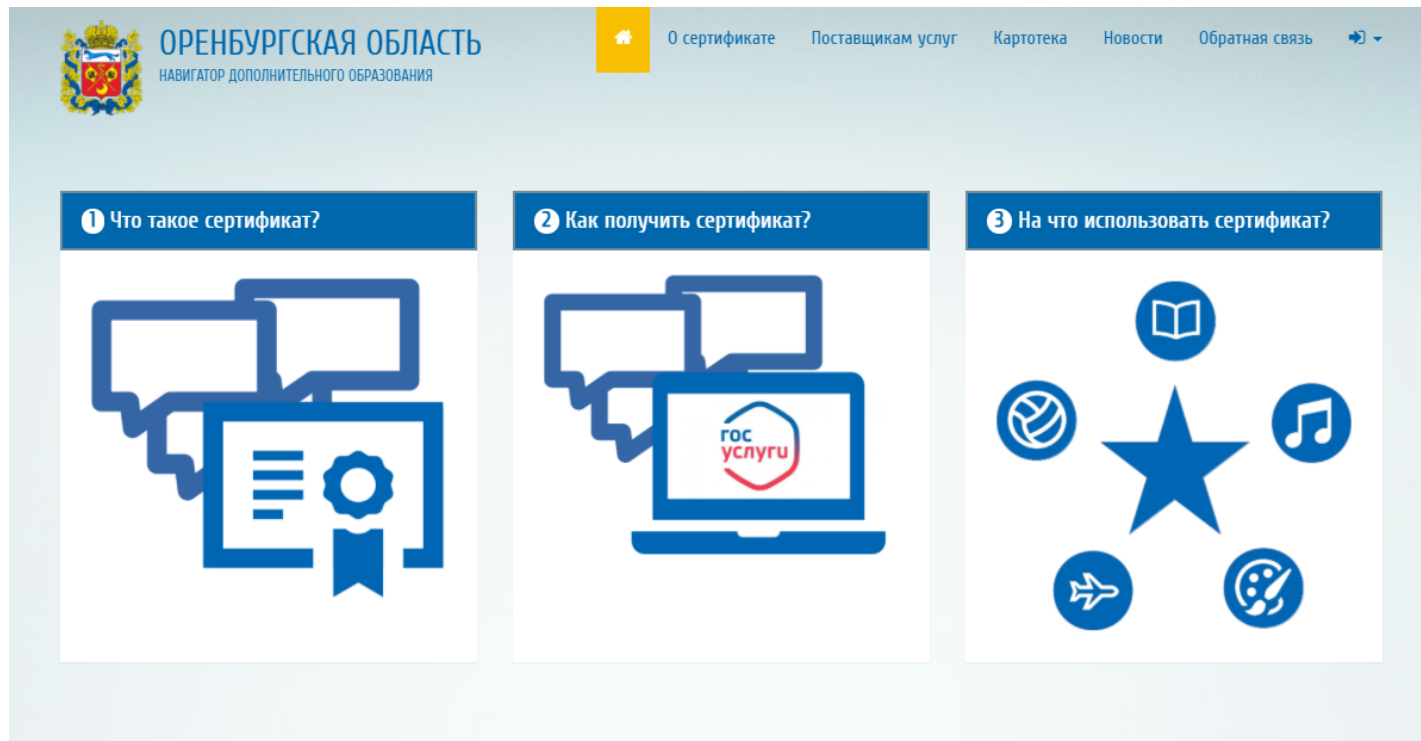 ОРЕНБУРГСКАЯ ОБЛАСТЬ
НАВИГАТОР ДОПОЛНИТЕЛЬНОГО ОБРАЗОВАНИЯ
О сертификате Поставщикам услуг Картотека Новости Обратная связь
1 Что такое сертификат?
2 Как получить сертификат?
3 На что использовать сертификат?
гос
услуги